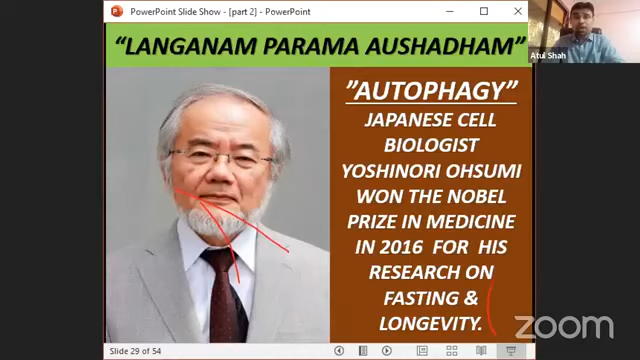 PowerPoint Slide Show - [part 2] - PowerPoint
"LANGANAM PARAMA AUSHADHAM"
"AUTOPHAGY"
JAPANESE CELL
BIOLOGIST
YOSHINORI OHSUMI
WON THE NOBEL
PRIZE IN MEDICINE
IN 2016 FOR HIS
RESEARCH ON
FASTING &
LONGEVITY.
Atul Shah
Slide 29 of 54
zoom